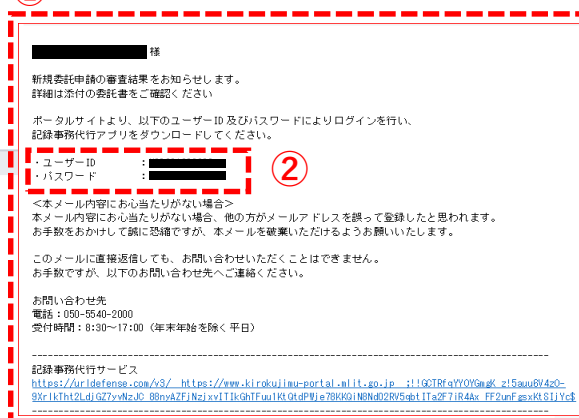 様
新規委託申請の審査結果をお知らせします。
詳細は添付の委託書をご確認ください
ポータルサイトより、以下のユーザーID及びパスワードによりログインを行い、
記録事務代行アプリをダウンロードしてください。
・ユーザーID :
・パスワード :
②
＜本メール内容にお心当たりがない場合＞
本メール内容にお心当たりがない場合、他の方がメールアドレスを誤って登録したと思われます。
お手数をおかけして誠に恐縮ですが、本メールを破棄いただけるようお願いいたします。
このメールに直接返信しても、お問い合わせいただくことはできません。
お手数ですが、以下のお問い合わせ先へご連絡ください。
お問い合わせ先
電話：050-5540-2000
受付時間：8:30～17:00（年末年始を除く平日）
記録事務代行サービス
https://urldefense.com/v3/__https://www.kirokujimu-portal.mlit.go.jp__;!!GCTRfqYYOYGmgK_z!5auu6V4zO-
9XrIkTht2LdjGZ7yvNzJC_88nyAZFjNzjxvITIkGhTFuu1KtQtdPWje78KKGiN8NdO2RV5qbtITa2F7iR4Ax_FF2unFgsxKtSIjYc$